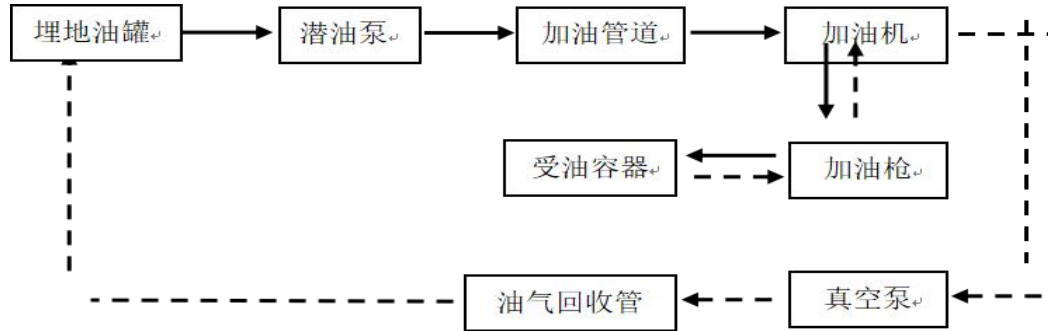 埋地油罐
潜油泵
加油管道
加油机
受油容器
加油枪
油气回收管
真空泵